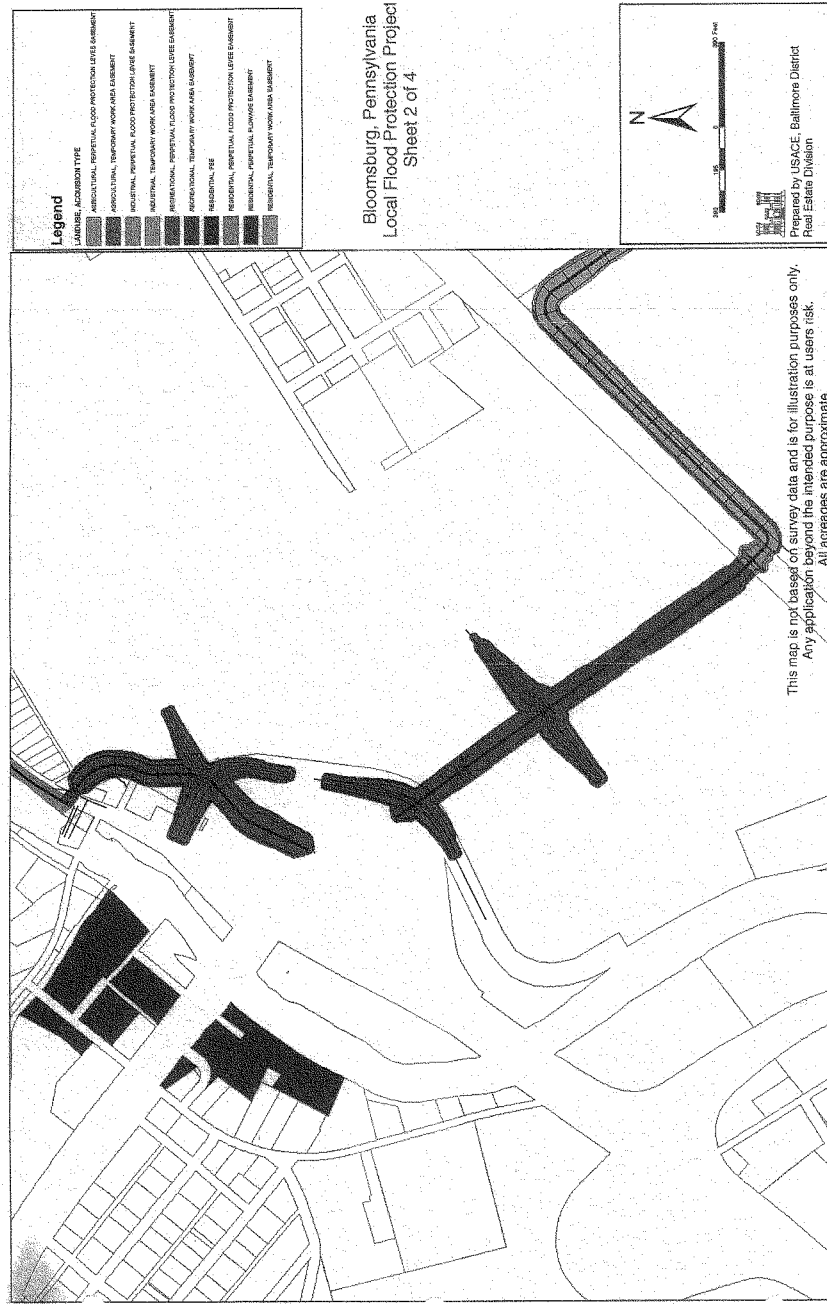 Legend
LANDUSE, ACQUISITION TYPE
AGRICULTURAL, PERPETUAL FLOOD PROTECTION LEVEE EASEMENT
AGRICULTURAL, TEMPORARY WORK AREA EASEMENT
INDUSTRIAL, PERPETUAL FLOOD PROTECTION LEVEE EASEMENT
INDUSTRIAL, TEMPORARY WORK AREA EASEMENT
RECREATIONAL, PERPETUAL FLOOD PROTECTION LEVEE EASEMENT
RECREATIONAL, TEMPORARY WORK AREA EASEMENT
RESIDENTIAL, FEE
RESIDENTIAL, PERPETUAL FLOOD PROTECTION LEVEE EASEMENT
RESIDENTIAL, PERPETUAL FLOWAGE EASEMENT
RESIDENTIAL, TEMPORARY WORK AREA EASEMENT
Bloomsburg, Pennsylvania
Local Flood Protection Project
Sheet 2 of 4
N
390 195 0 390 Feet
Prepared by USACE, Baltimore District
Real Estate Division
This map is not based on survey data and is for illustration purposes only.
Any application beyond the intended purpose is at users risk.
All acreages are approximate